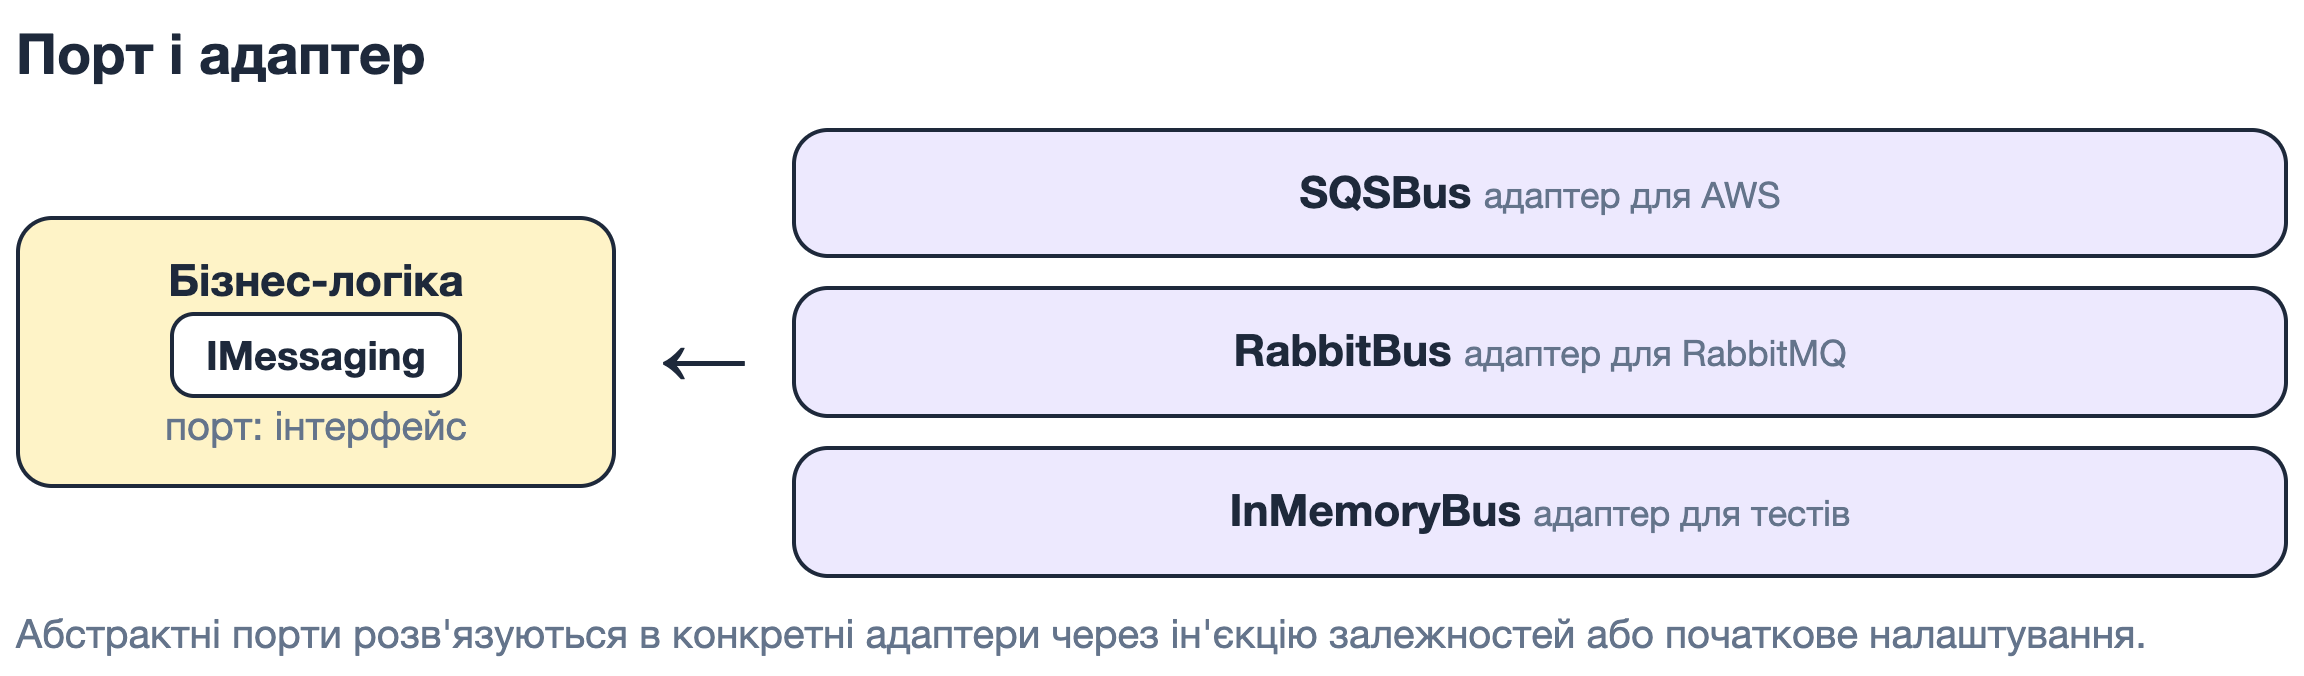 Порт і адаптер
Бізнес-логіка
IMessaging
порт: інтерфейс
←
SQSBus адаптер для AWS
RabbitBus адаптер для RabbitMQ
InMemoryBus адаптер для тестів
Абстрактні порти розв'язуються в конкретні адаптери через ін'єкцію залежностей або початкове налаштування.